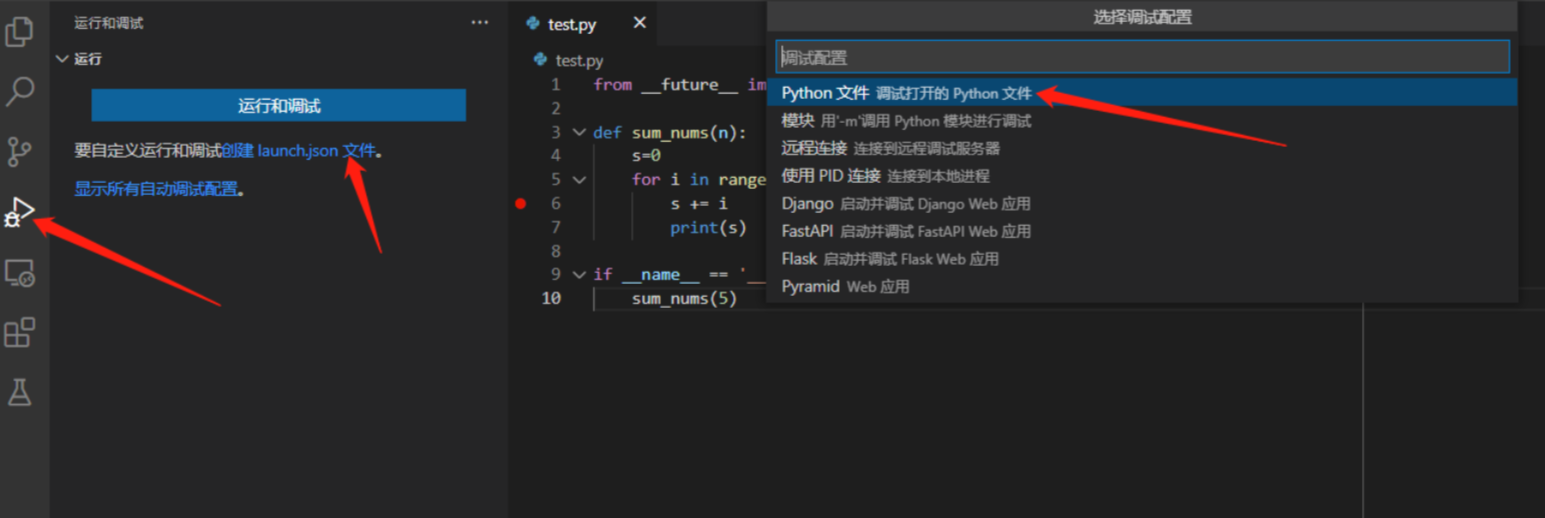 运行和调试 ···
运行
运行和调试
要自定义运行和调试创建 launch.json 文件。
显示所有自动调试配置。
test.py
test.py
1 from __future__ im
2
3 def sum_nums(n):
4 s=0
5 for i in range
6 s += i
7 print(s)
8
9 if __name__ == '__
10 sum_nums(5)
选择调试配置
调试配置
Python 文件 调试打开的 Python 文件
模块 用'-m'调用 Python 模块进行调试
远程连接 连接到远程调试服务器
使用 PID 连接 连接到本地进程
Django 启动并调试 Django Web 应用
FastAPI 启动并调试 FastAPI Web 应用
Flask 启动并调试 Flask Web 应用
Pyramid Web 应用